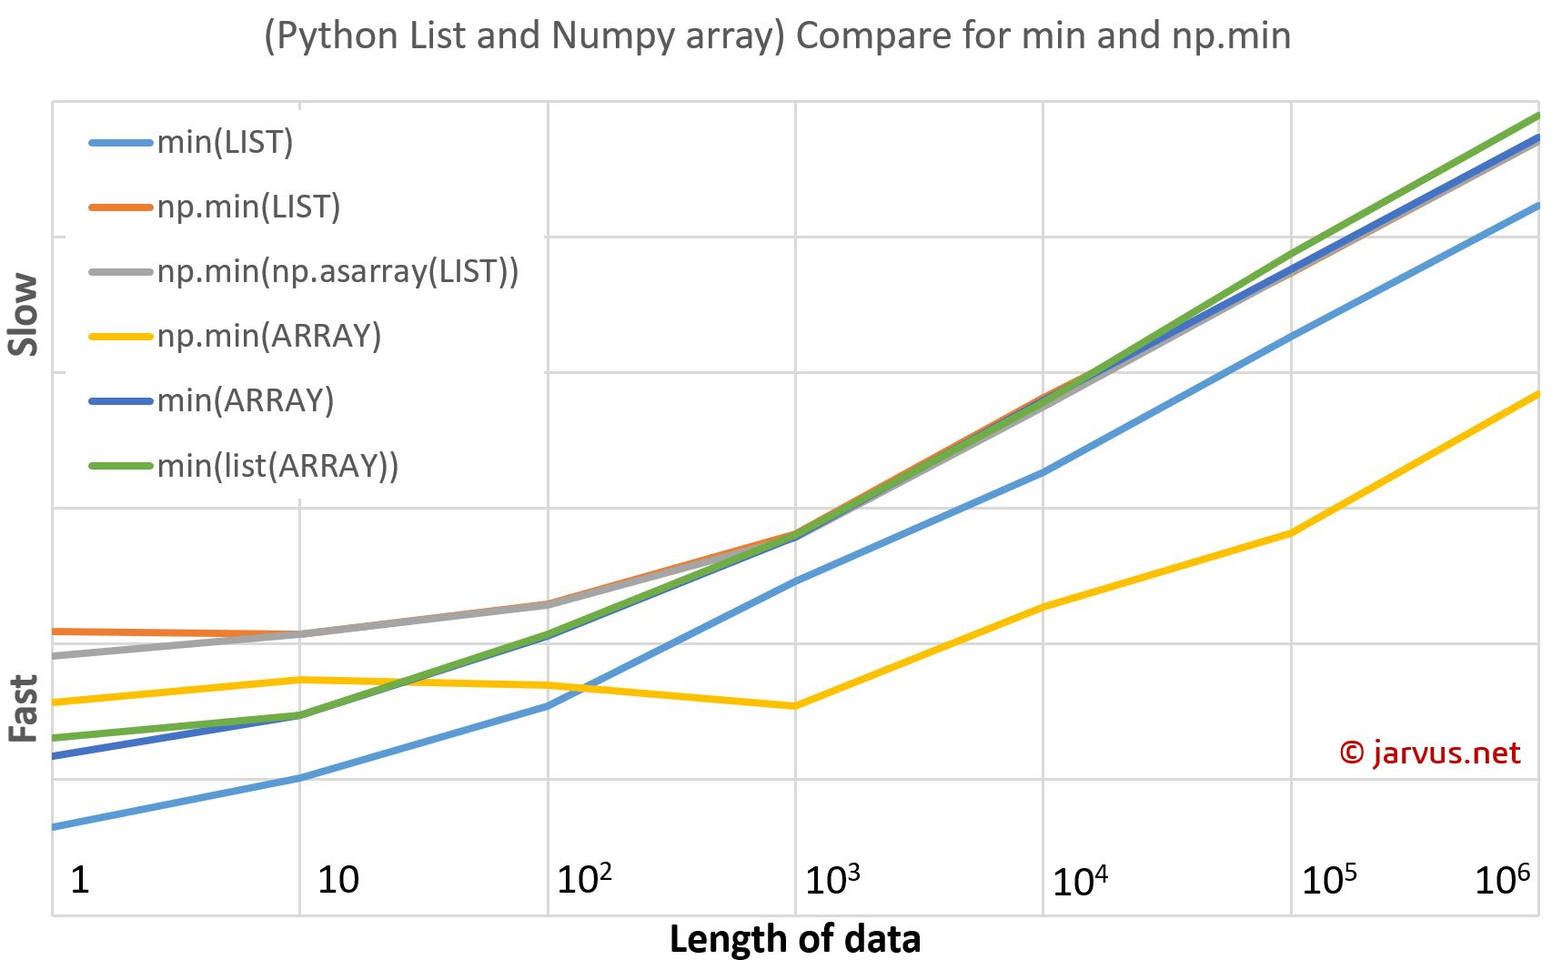 (Python List and Numpy array) Compare for min and np.min
min(LIST)
np.min(LIST)
np.min(np.asarray(LIST))
np.min(ARRAY)
min(ARRAY)
min(list(ARRAY))
Slow
Fast
© jarvus.net
1 10 10² 10³ 10⁴ 10⁵ 10⁶
Length of data